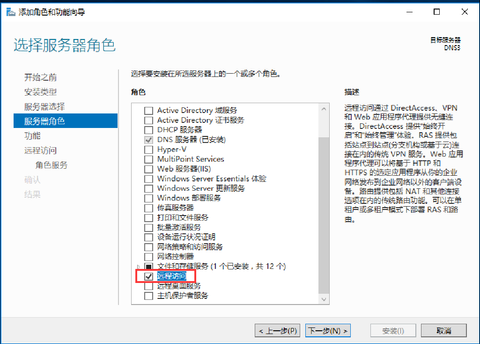 添加角色和功能向导
选择服务器角色
目标服务器
DNS3
开始之前
安装类型
服务器选择
服务器角色
功能
远程访问
角色服务
确认
结果
选择要安装在所选服务器上的一个或多个角色。
角色
Active Directory 域服务
Active Directory 证书服务
DHCP 服务器
DNS 服务器 (已安装)
Hyper-V
MultiPoint Services
Web 服务器(IIS)
Windows Server Essentials 体验
Windows Server 更新服务
Windows 部署服务
传真服务器
打印和文件服务
批量激活服务
设备运行状况证明
网络策略和访问服务
网络控制器
文件和存储服务 (1 个已安装，共 12 个)
远程访问
远程桌面服务
主机保护者服务
描述
远程访问通过 DirectAccess、VPN
和 Web 应用程序代理提供无缝连
接。DirectAccess 提供"始终开
启"和"始终管理"体验。RAS 提供包
括站点到站点(分支机构或基于云)连
接在内的传统 VPN 服务。Web 应用
程序代理可以将基于 HTTP 和
HTTPS 的选定应用程序从你的企业
网络发布到企业网络以外的客户端设
备。路由提供包括 NAT 和其他连接
选项在内的传统路由功能。可以在单
租户或多租户模式下部署 RAS 和路
由。
< 上一步(P)
下一步(N) >
安装(I)
取消